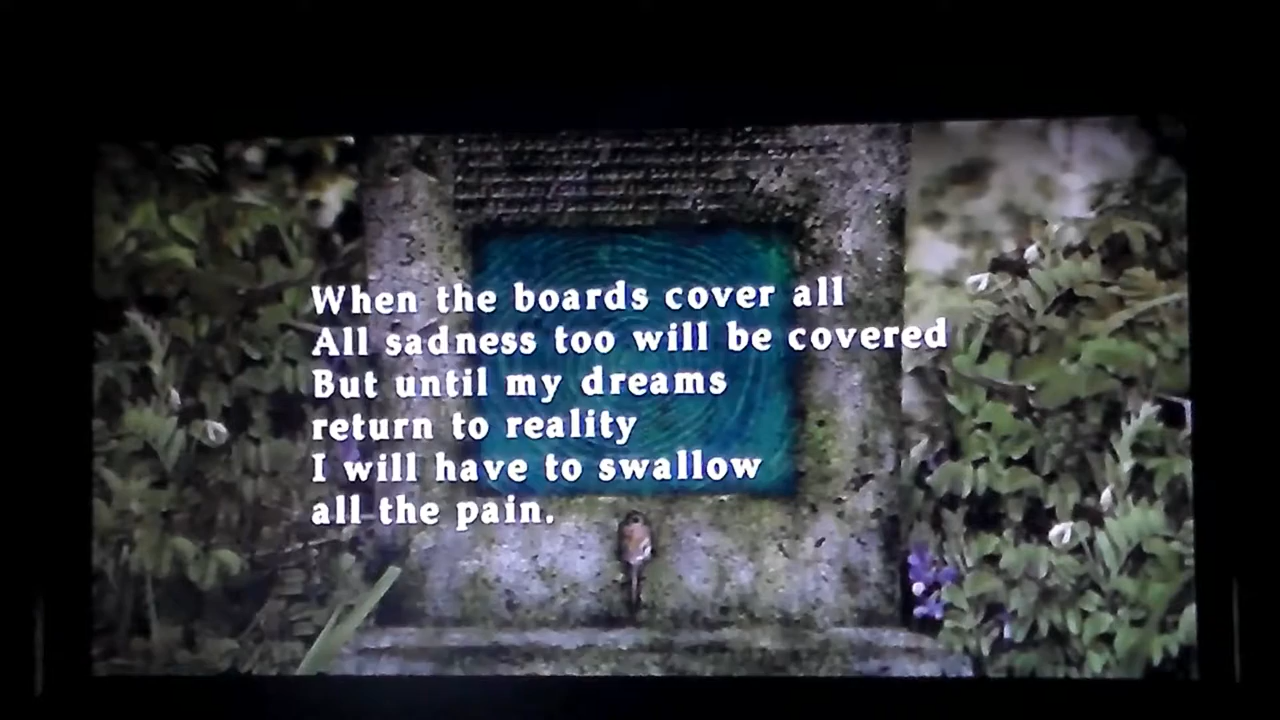 When the boards cover all
All sadness too will be covered
But until my dreams
return to reality
I will have to swallow
all the pain.